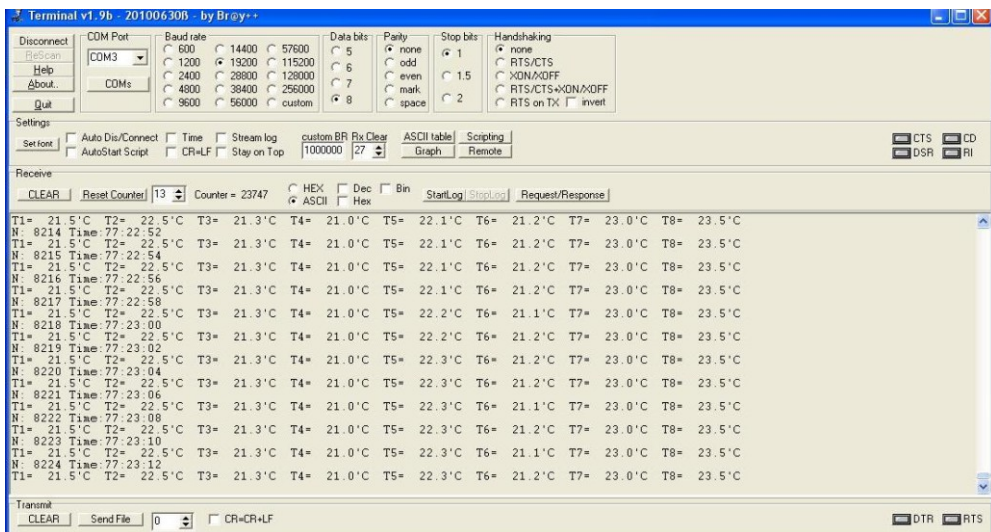 Terminal v1.9b - 20100630ß - by Br@y++
Disconnect
ReScan
Help
About..
Quit
COM Port
COM3
COMs
Baud rate
600 14400 57600
1200 19200 115200
2400 28800 128000
4800 38400 256000
9600 56000 custom
Data bits
5
6
7
8
Parity
none
odd
even
mark
space
Stop bits
1
1.5
2
Handshaking
none
RTS/CTS
XON/XOFF
RTS/CTS+XON/XOFF
RTS on TX invert
Settings
Set font
Auto Dis/Connect Time Stream log
AutoStart Script CR=LF Stay on Top
custom BR Rx Clear
1000000 27
ASCII table Scripting
Graph Remote
CTS CD
DSR RI
Receive
CLEAR Reset Counter 13 Counter = 23747
HEX Dec Bin
ASCII Hex
StartLog StopLog Request/Response
T1= 21.5'C T2= 22.5'C T3= 21.3'C T4= 21.0'C T5= 22.1'C T6= 21.2'C T7= 23.0'C T8= 23.5'C
N: 8214 Time:77:22:52
T1= 21.5'C T2= 22.5'C T3= 21.3'C T4= 21.0'C T5= 22.1'C T6= 21.2'C T7= 23.0'C T8= 23.5'C
N: 8215 Time:77:22:54
T1= 21.5'C T2= 22.5'C T3= 21.3'C T4= 21.0'C T5= 22.1'C T6= 21.2'C T7= 23.0'C T8= 23.5'C
N: 8216 Time:77:22:56
T1= 21.5'C T2= 22.5'C T3= 21.3'C T4= 21.0'C T5= 22.1'C T6= 21.2'C T7= 23.0'C T8= 23.5'C
N: 8217 Time:77:22:58
T1= 21.5'C T2= 22.5'C T3= 21.3'C T4= 21.0'C T5= 22.2'C T6= 21.1'C T7= 23.0'C T8= 23.5'C
N: 8218 Time:77:23:00
T1= 21.5'C T2= 22.5'C T3= 21.3'C T4= 21.0'C T5= 22.2'C T6= 21.2'C T7= 23.0'C T8= 23.5'C
N: 8219 Time:77:23:02
T1= 21.5'C T2= 22.5'C T3= 21.3'C T4= 21.0'C T5= 22.3'C T6= 21.2'C T7= 23.0'C T8= 23.5'C
N: 8220 Time:77:23:04
T1= 21.5'C T2= 22.5'C T3= 21.3'C T4= 21.0'C T5= 22.3'C T6= 21.2'C T7= 23.0'C T8= 23.5'C
N: 8221 Time:77:23:06
T1= 21.5'C T2= 22.5'C T3= 21.3'C T4= 21.0'C T5= 22.3'C T6= 21.1'C T7= 23.0'C T8= 23.5'C
N: 8222 Time:77:23:08
T1= 21.5'C T2= 22.5'C T3= 21.3'C T4= 21.0'C T5= 22.3'C T6= 21.2'C T7= 23.0'C T8= 23.5'C
N: 8223 Time:77:23:10
T1= 21.5'C T2= 22.5'C T3= 21.3'C T4= 21.0'C T5= 22.3'C T6= 21.1'C T7= 23.0'C T8= 23.5'C
N: 8224 Time:77:23:12
T1= 21.5'C T2= 22.5'C T3= 21.3'C T4= 21.0'C T5= 22.3'C T6= 21.2'C T7= 23.0'C T8= 23.5'C
Transmit
CLEAR Send File 0 CR=CR+LF
DTR RTS